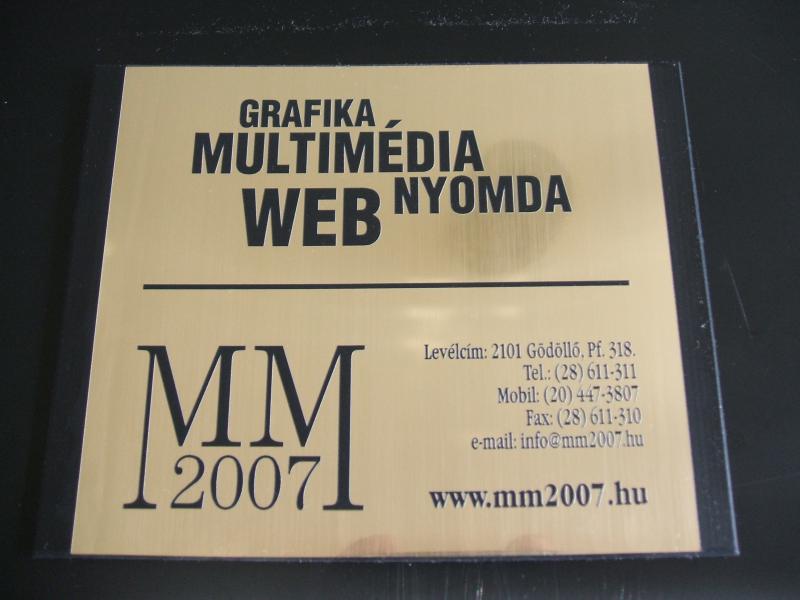 GRAFIKA
MULTIMÉDIA
WEB NYOMDA
MM
2007
Levélcím: 2101 Gödöllő, Pf. 318.
Tel.: (28) 611-311
Mobil: (20) 447-3807
Fax: (28) 611-310
e-mail: info@mm2007.hu
www.mm2007.hu